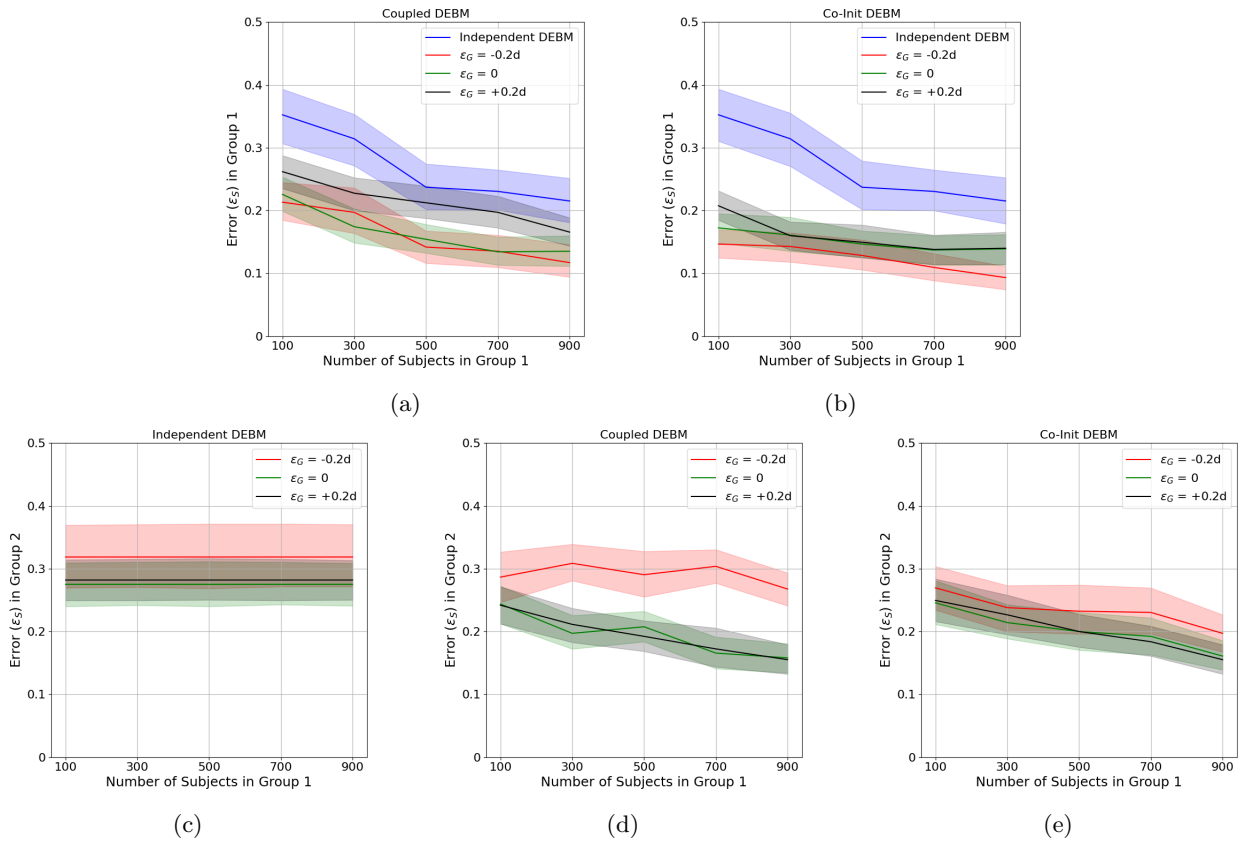 Coupled DEBM
0.5
0.4
0.3
0.2
0.1
0
Error (εS) in Group 1
100 300 500 700 900
Number of Subjects in Group 1
Independent DEBM
εG = -0.2d
εG = 0
εG = +0.2d
(a)
Co-Init DEBM
0.5
0.4
0.3
0.2
0.1
0
Error (εS) in Group 1
100 300 500 700 900
Number of Subjects in Group 1
Independent DEBM
εG = -0.2d
εG = 0
εG = +0.2d
(b)
Independent DEBM
0.5
0.4
0.3
0.2
0.1
0
Error (εS) in Group 2
100 300 500 700 900
Number of Subjects in Group 1
εG = -0.2d
εG = 0
εG = +0.2d
(c)
Coupled DEBM
0.5
0.4
0.3
0.2
0.1
0
Error (εS) in Group 2
100 300 500 700 900
Number of Subjects in Group 1
εG = -0.2d
εG = 0
εG = +0.2d
(d)
Co-Init DEBM
0.5
0.4
0.3
0.2
0.1
0
Error (εS) in Group 2
100 300 500 700 900
Number of Subjects in Group 1
εG = -0.2d
εG = 0
εG = +0.2d
(e)